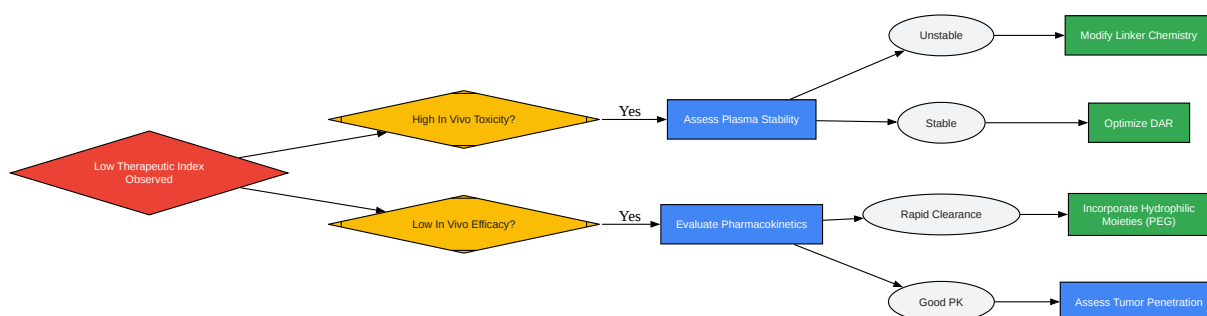 Low Therapeutic Index
Observed
High In Vivo Toxicity?
Yes
Assess Plasma Stability
Unstable
Modify Linker Chemistry
Stable
Optimize DAR
Low In Vivo Efficacy?
Yes
Evaluate Pharmacokinetics
Rapid Clearance
Incorporate Hydrophilic
Moieties (PEG)
Good PK
Assess Tumor Penetration